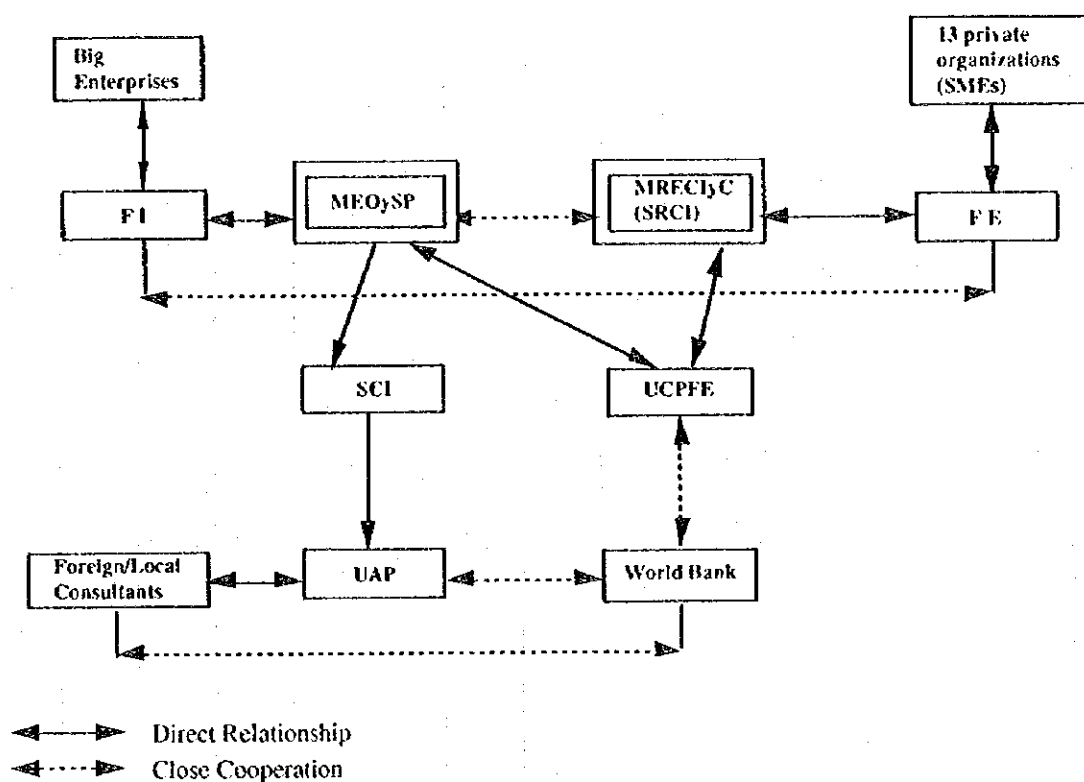 Big
Enterprises
13 private
organizations
(SMEs)
F I
MEOySP
MRECIyC
(SRCI)
F E
SCI
UCPFE
Foreign/Local
Consultants
UAP
World Bank
Direct Relationship
Close Cooperation